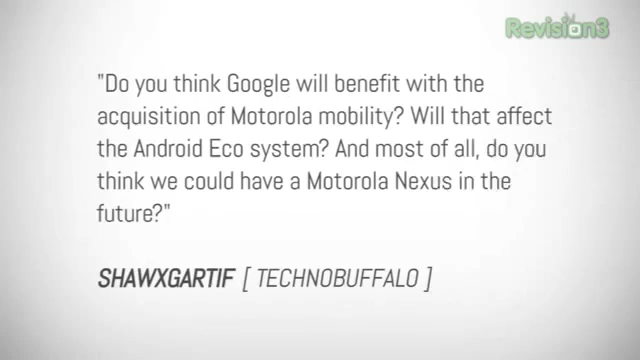 Revision3
"Do you think Google will benefit with the
acquisition of Motorola mobility? Will that affect
the Android Eco system? And most of all, do you
think we could have a Motorola Nexus in the
future?"
SHAWXGARTIF [ TECHNOBUFFALO ]